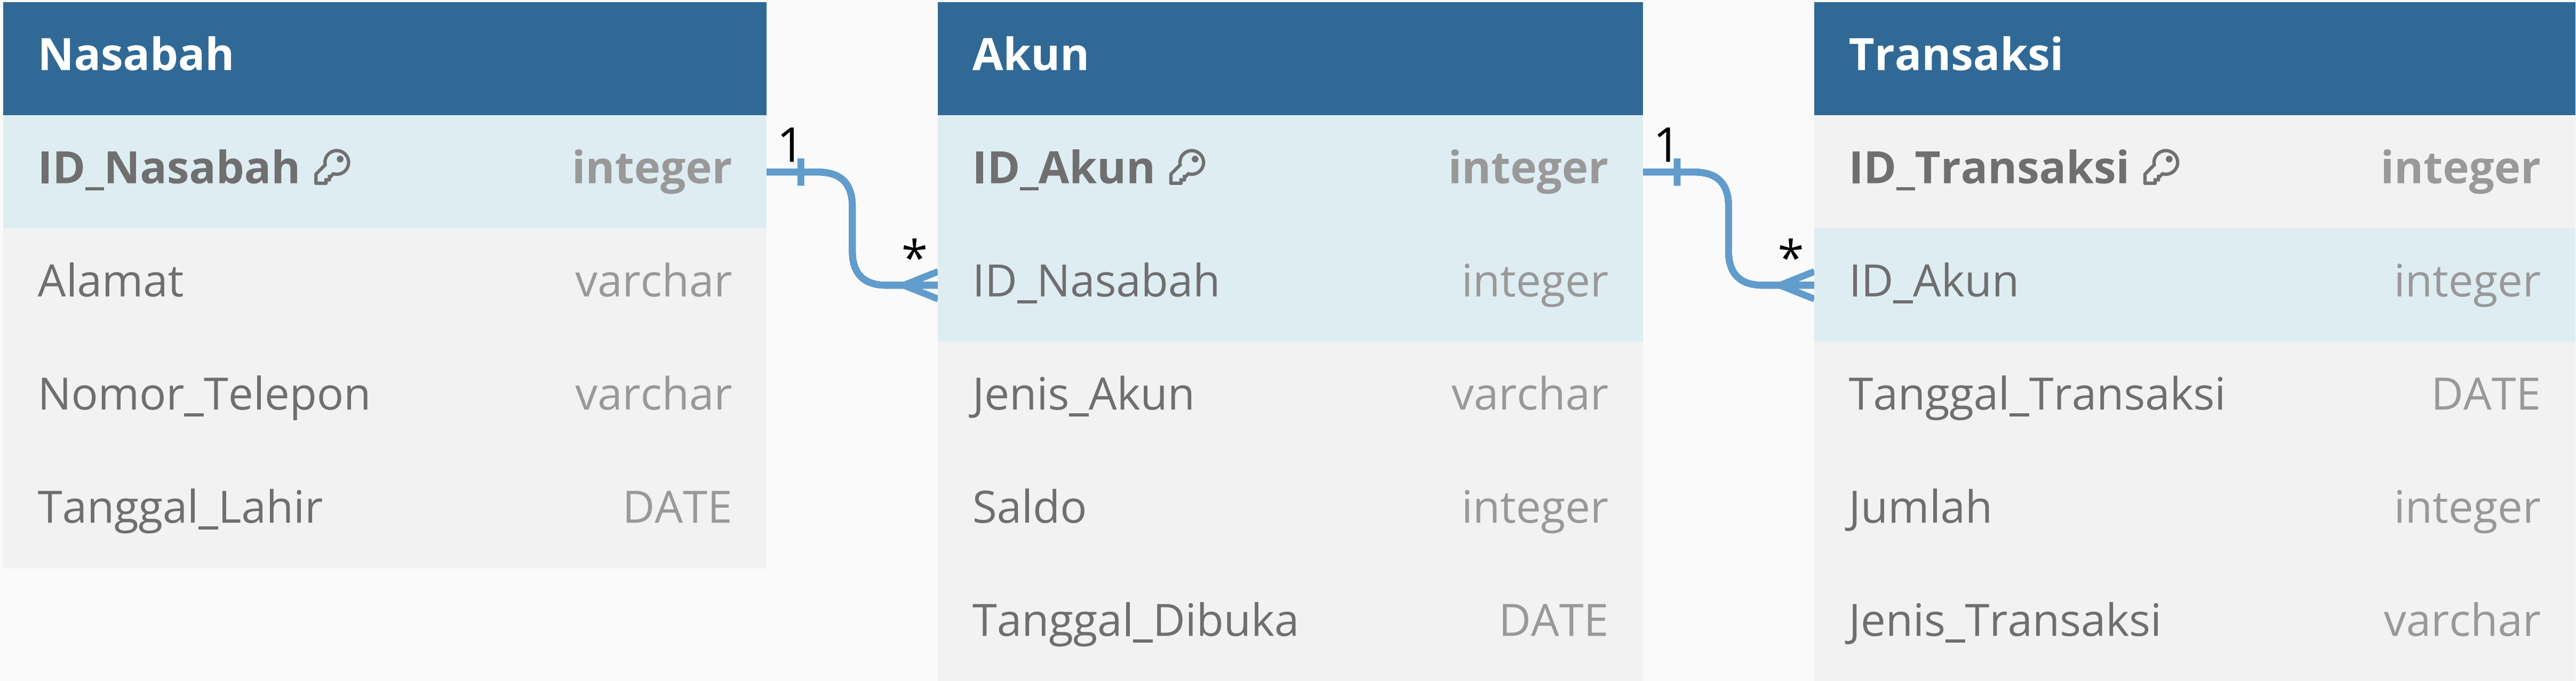 Nasabah
ID_Nasabah integer
Alamat varchar
Nomor_Telepon varchar
Tanggal_Lahir DATE
1
*
Akun
ID_Akun integer
ID_Nasabah integer
Jenis_Akun varchar
Saldo integer
Tanggal_Dibuka DATE
1
*
Transaksi
ID_Transaksi integer
ID_Akun integer
Tanggal_Transaksi DATE
Jumlah integer
Jenis_Transaksi varchar